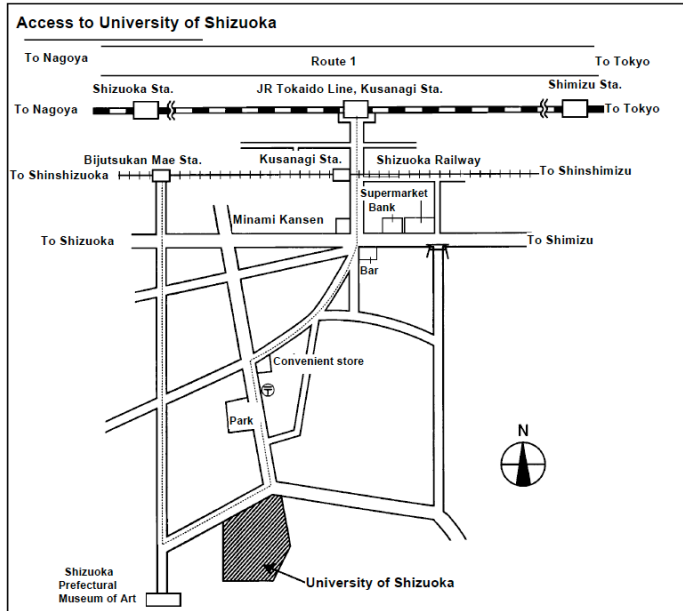 Access to University of Shizuoka
To Nagoya
Route 1
To Tokyo
Shizuoka Sta.
JR Tokaido Line, Kusanagi Sta.
Shimizu Sta.
To Nagoya
To Tokyo
Bijutsukan Mae Sta.
Kusanagi Sta.
Shizuoka Railway
To Shinshizuoka
To Shinshimizu
Supermarket
Bank
Minami Kansen
To Shizuoka
To Shimizu
Bar
Convenient store
〒
Park
N
Shizuoka
Prefectural
Museum of Art
University of Shizuoka